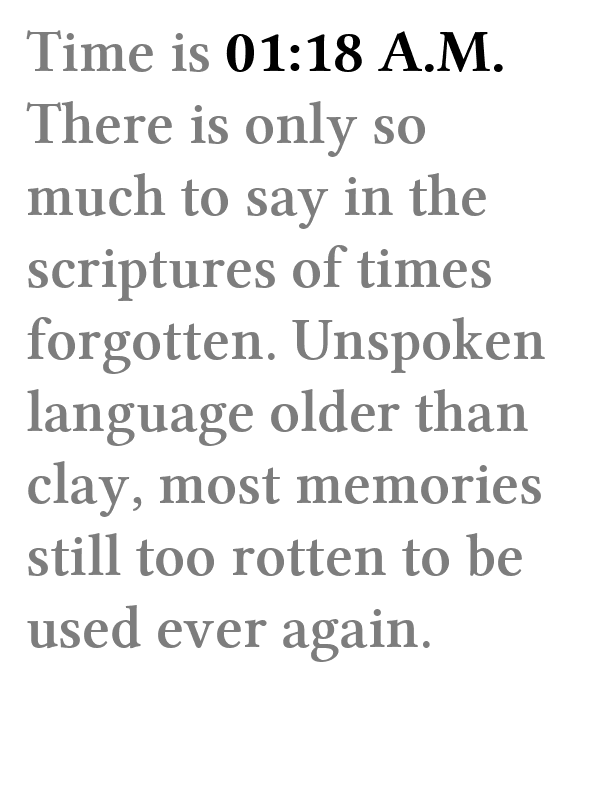 Time is 01:18 A.M.
There is only so
much to say in the
scriptures of times
forgotten. Unspoken
language older than
clay, most memories
still too rotten to be
used ever again.